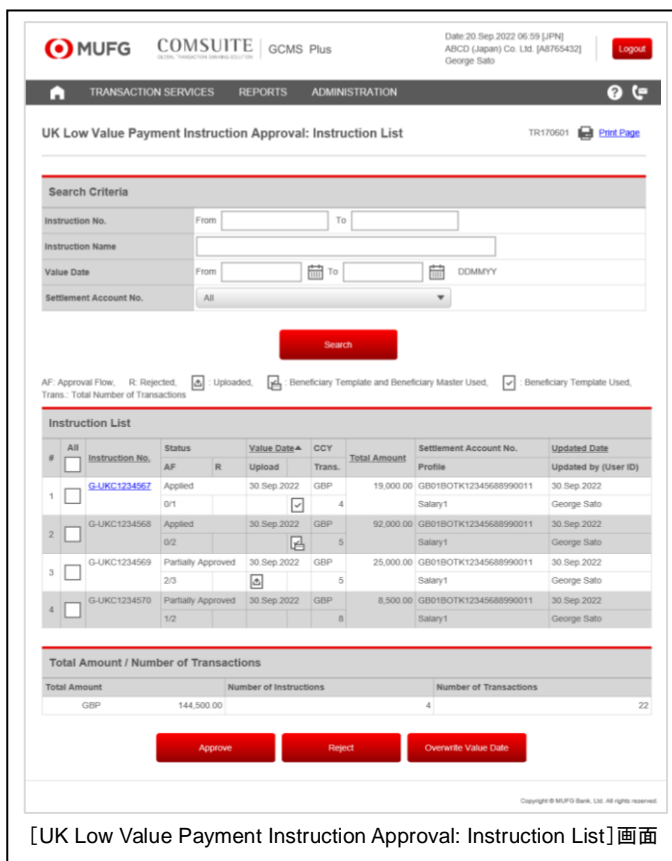 Date:20.Sep.2022 06:59 [JPN]
MUFG COMSUITE GCMS Plus ABCD (Japan) Co. Ltd. [A8765432] Logout
George Sato
TRANSACTION SERVICES REPORTS ADMINISTRATION
UK Low Value Payment Instruction Approval: Instruction List TR170601 Print Page
Search Criteria
Instruction No. From To
Instruction Name
Value Date From To DDMMYY
Settlement Account No. All
Search
AF: Approval Flow, R: Rejected, : Uploaded, : Beneficiary Template and Beneficiary Master Used, : Beneficiary Template Used,
Trans.: Total Number of Transactions
Instruction List
# All Instruction No. Status Value Date▲ CCY Total Amount Settlement Account No. Updated Date
AF R Upload Trans. Profile Updated by (User ID)
1 G-UKC1234567 Applied 30.Sep.2022 GBP 19,000.00 GB01BOTK12345688990011 30.Sep.2022
0/1 4 Salary1 George Sato
2 G-UKC1234568 Applied 30.Sep.2022 GBP 92,000.00 GB01BOTK12345688990011 30.Sep.2022
0/2 5 Salary1 George Sato
3 G-UKC1234569 Partially Approved 30.Sep.2022 GBP 25,000.00 GB01BOTK12345688990011 30.Sep.2022
2/3 5 Salary1 George Sato
4 G-UKC1234570 Partially Approved 30.Sep.2022 GBP 8,500.00 GB01BOTK12345688990011 30.Sep.2022
1/2 8 Salary1 George Sato
Total Amount / Number of Transactions
Total Amount Number of Instructions Number of Transactions
GBP 144,500.00 4 22
Approve Reject Overwrite Value Date
Copyright © MUFG Bank, Ltd. All rights reserved.
[UK Low Value Payment Instruction Approval: Instruction List]画面